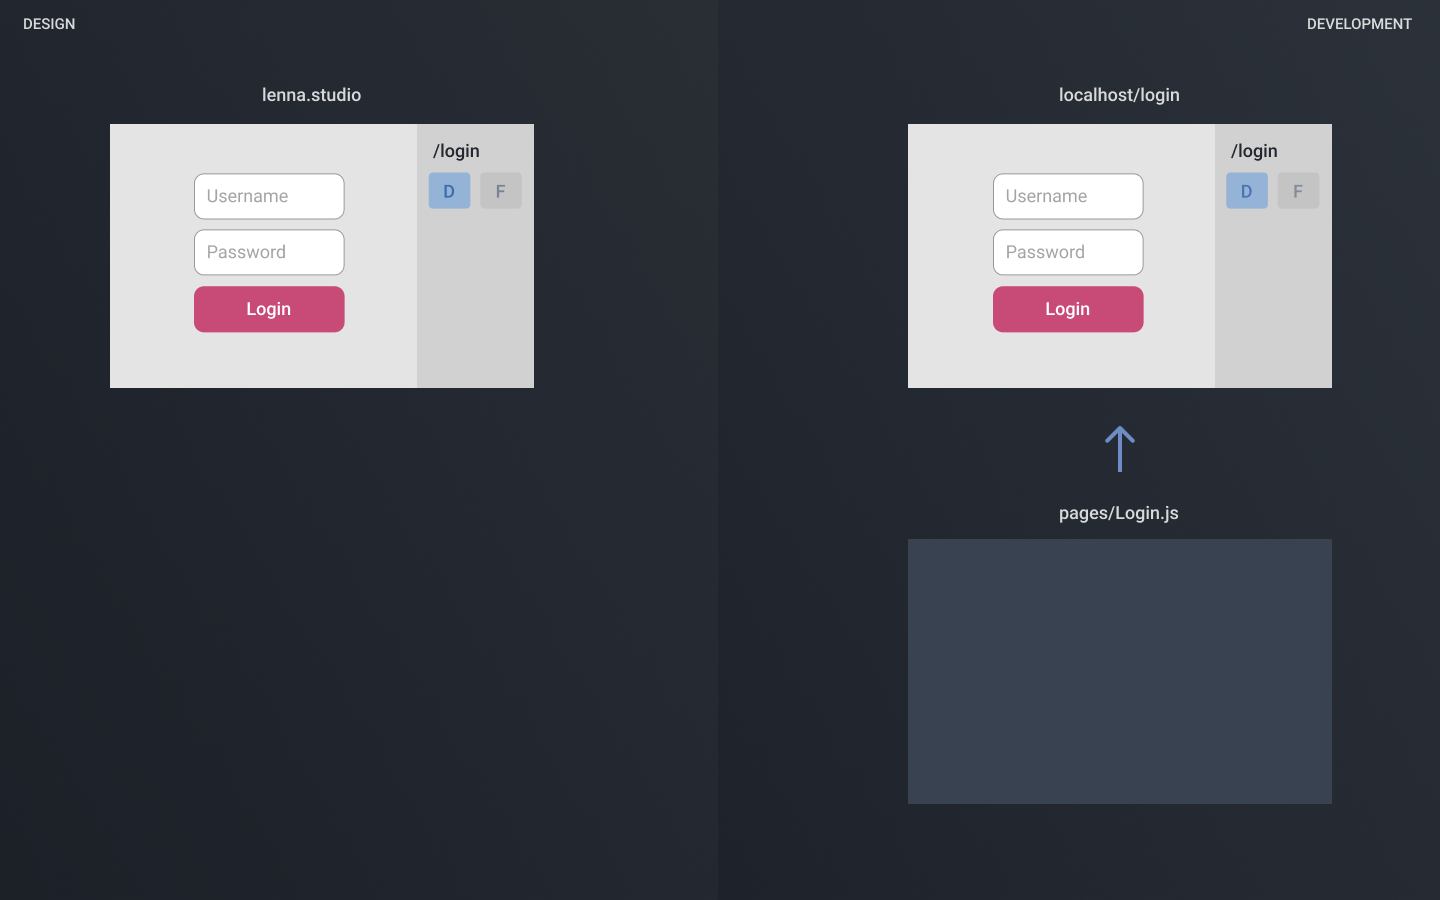 DESIGN
DEVELOPMENT
lenna.studio
/login
Username
D F
Password
Login
localhost/login
/login
Username
D F
Password
Login
pages/Login.js